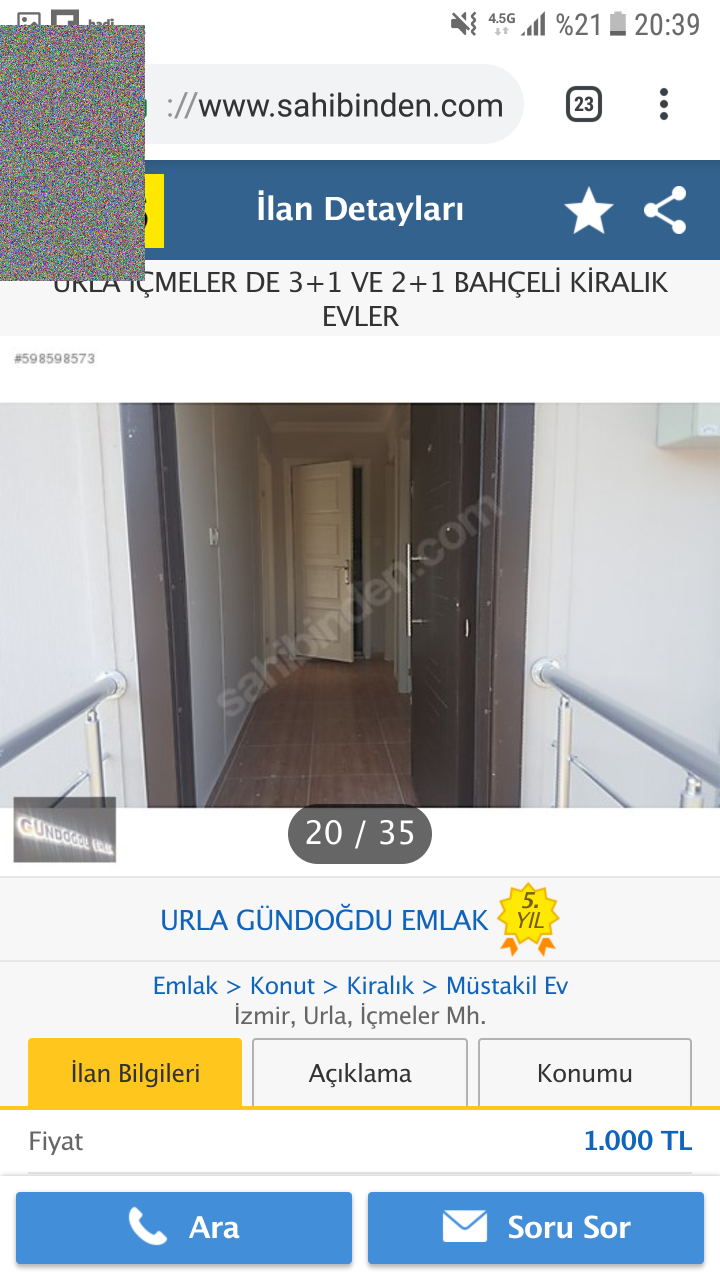 hadi
4.5G %21 20:39
://www.sahibinden.com
23
İlan Detayları
URLA İÇMELER DE 3+1 VE 2+1 BAHÇELİ KİRALIK
EVLER
#598598573
sahibinden.com
GÜNDOĞDU
20 / 35
URLA GÜNDOĞDU EMLAK
5.
YIL
Emlak > Konut > Kiralık > Müstakil Ev
İzmir, Urla, İçmeler Mh.
İlan Bilgileri Açıklama Konumu
Fiyat 1.000 TL
Ara Soru Sor